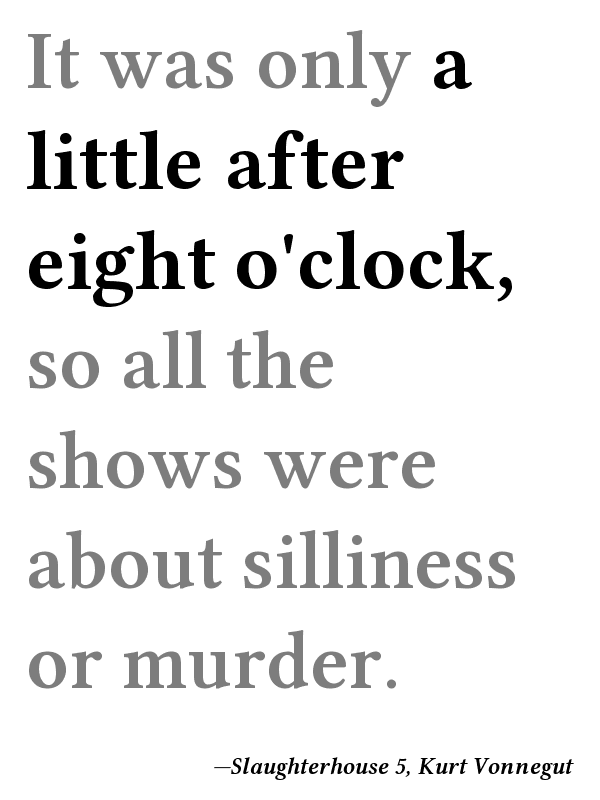 It was only a
little after
eight o'clock,
so all the
shows were
about silliness
or murder.
—Slaughterhouse 5, Kurt Vonnegut